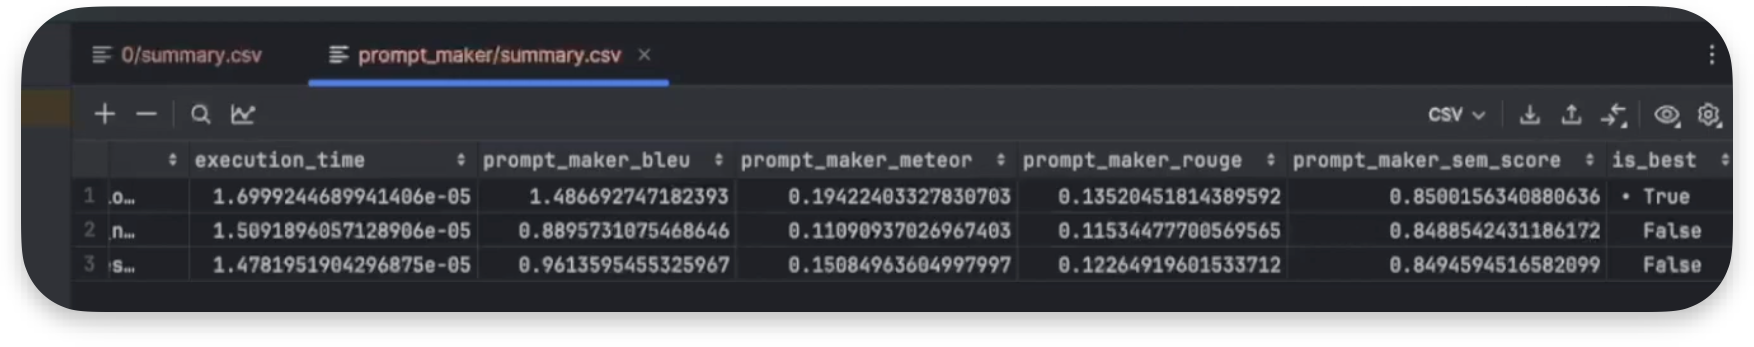 0/summary.csv prompt_maker/summary.csv
CSV
execution_time prompt_maker_bleu prompt_maker_meteor prompt_maker_rouge prompt_maker_sem_score is_best
1 .o… 1.6999244689941406e-05 1.486692747182393 0.19422403327830703 0.13520451814389592 0.8500156340880636 • True
2 _n… 1.5091896057128906e-05 0.8895731075468646 0.11090937026967403 0.11534477700569565 0.8488542431186172 False
3 s… 1.4781951904296875e-05 0.9613595455325967 0.15084963604997997 0.12264919601533712 0.8494594516582099 False